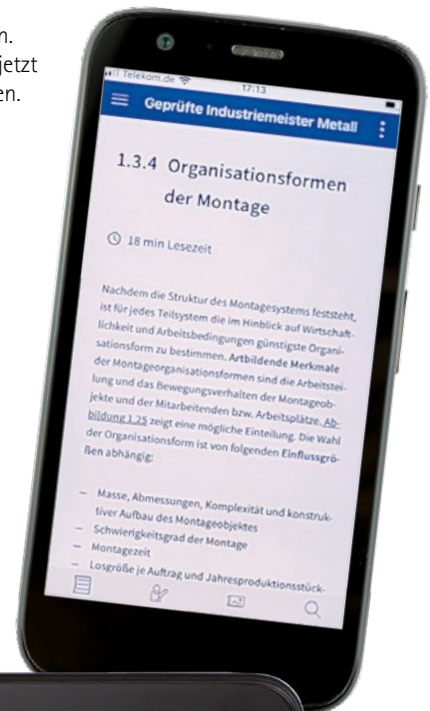 n.
jetzt
en.
Telekom.de
17:13
Geprüfte Industriemeister Metall
1.3.4 Organisationsformen
der Montage
18 min Lesezeit
Nachdem die Struktur des Montagesystems feststeht,
ist für jedes Teilsystem die im Hinblick auf Wirtschaft-
lichkeit und Arbeitsbedingungen günstigste Organi-
sationsform zu bestimmen. Artbildende Merkmale
der Montageorganisationsformen sind die Arbeitstei-
lung und das Bewegungsverhalten der Montageob-
jekte und der Mitarbeitenden bzw. Arbeitsplätze. Ab-
bildung 1.25 zeigt eine mögliche Einteilung. Die Wahl
der Organisationsform ist von folgenden Einflussgrö-
ßen abhängig:
– Masse, Abmessungen, Komplexität und konstruk-
tiver Aufbau des Montageobjektes
– Schwierigkeitsgrad der Montage
– Montagezeit
– Losgröße je Auftrag und Jahresproduktionsstück-